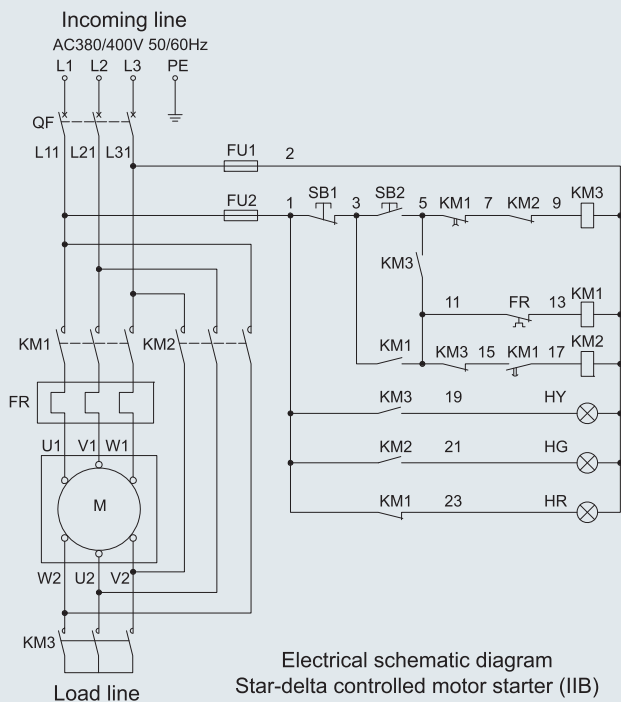 Incoming line
AC380/400V 50/60Hz
L1 L2 L3 PE
QF
L11 L21 L31
FU1 2
FU2 1 SB1 3 SB2 5 KM1 7 KM2 9 KM3
KM3
11 FR 13 KM1
KM1 KM2
KM1 KM3 15 KM1 17 KM2
FR
KM3 19 HY
U1 V1 W1
KM2 21 HG
M
KM1 23 HR
W2 U2 V2
KM3
Load line
Electrical schematic diagram
Star-delta controlled motor starter (IIB)